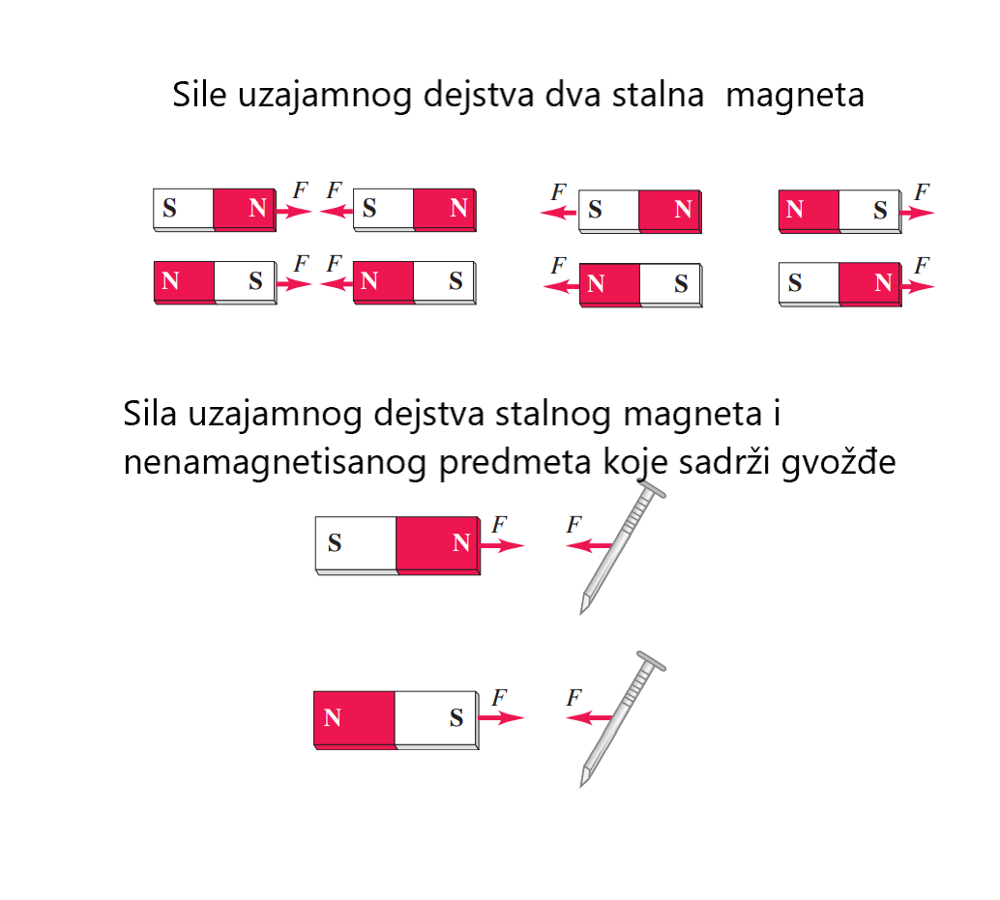 Sile uzajamnog dejstva dva stalna  magneta
F F F F
S N S N S N N S
F F F F
N S N S N S S N
Sila uzajamnog dejstva stalnog magneta i
nenamagnetisanog predmeta koje sadrži gvožđe
F F
S N
F F
N S